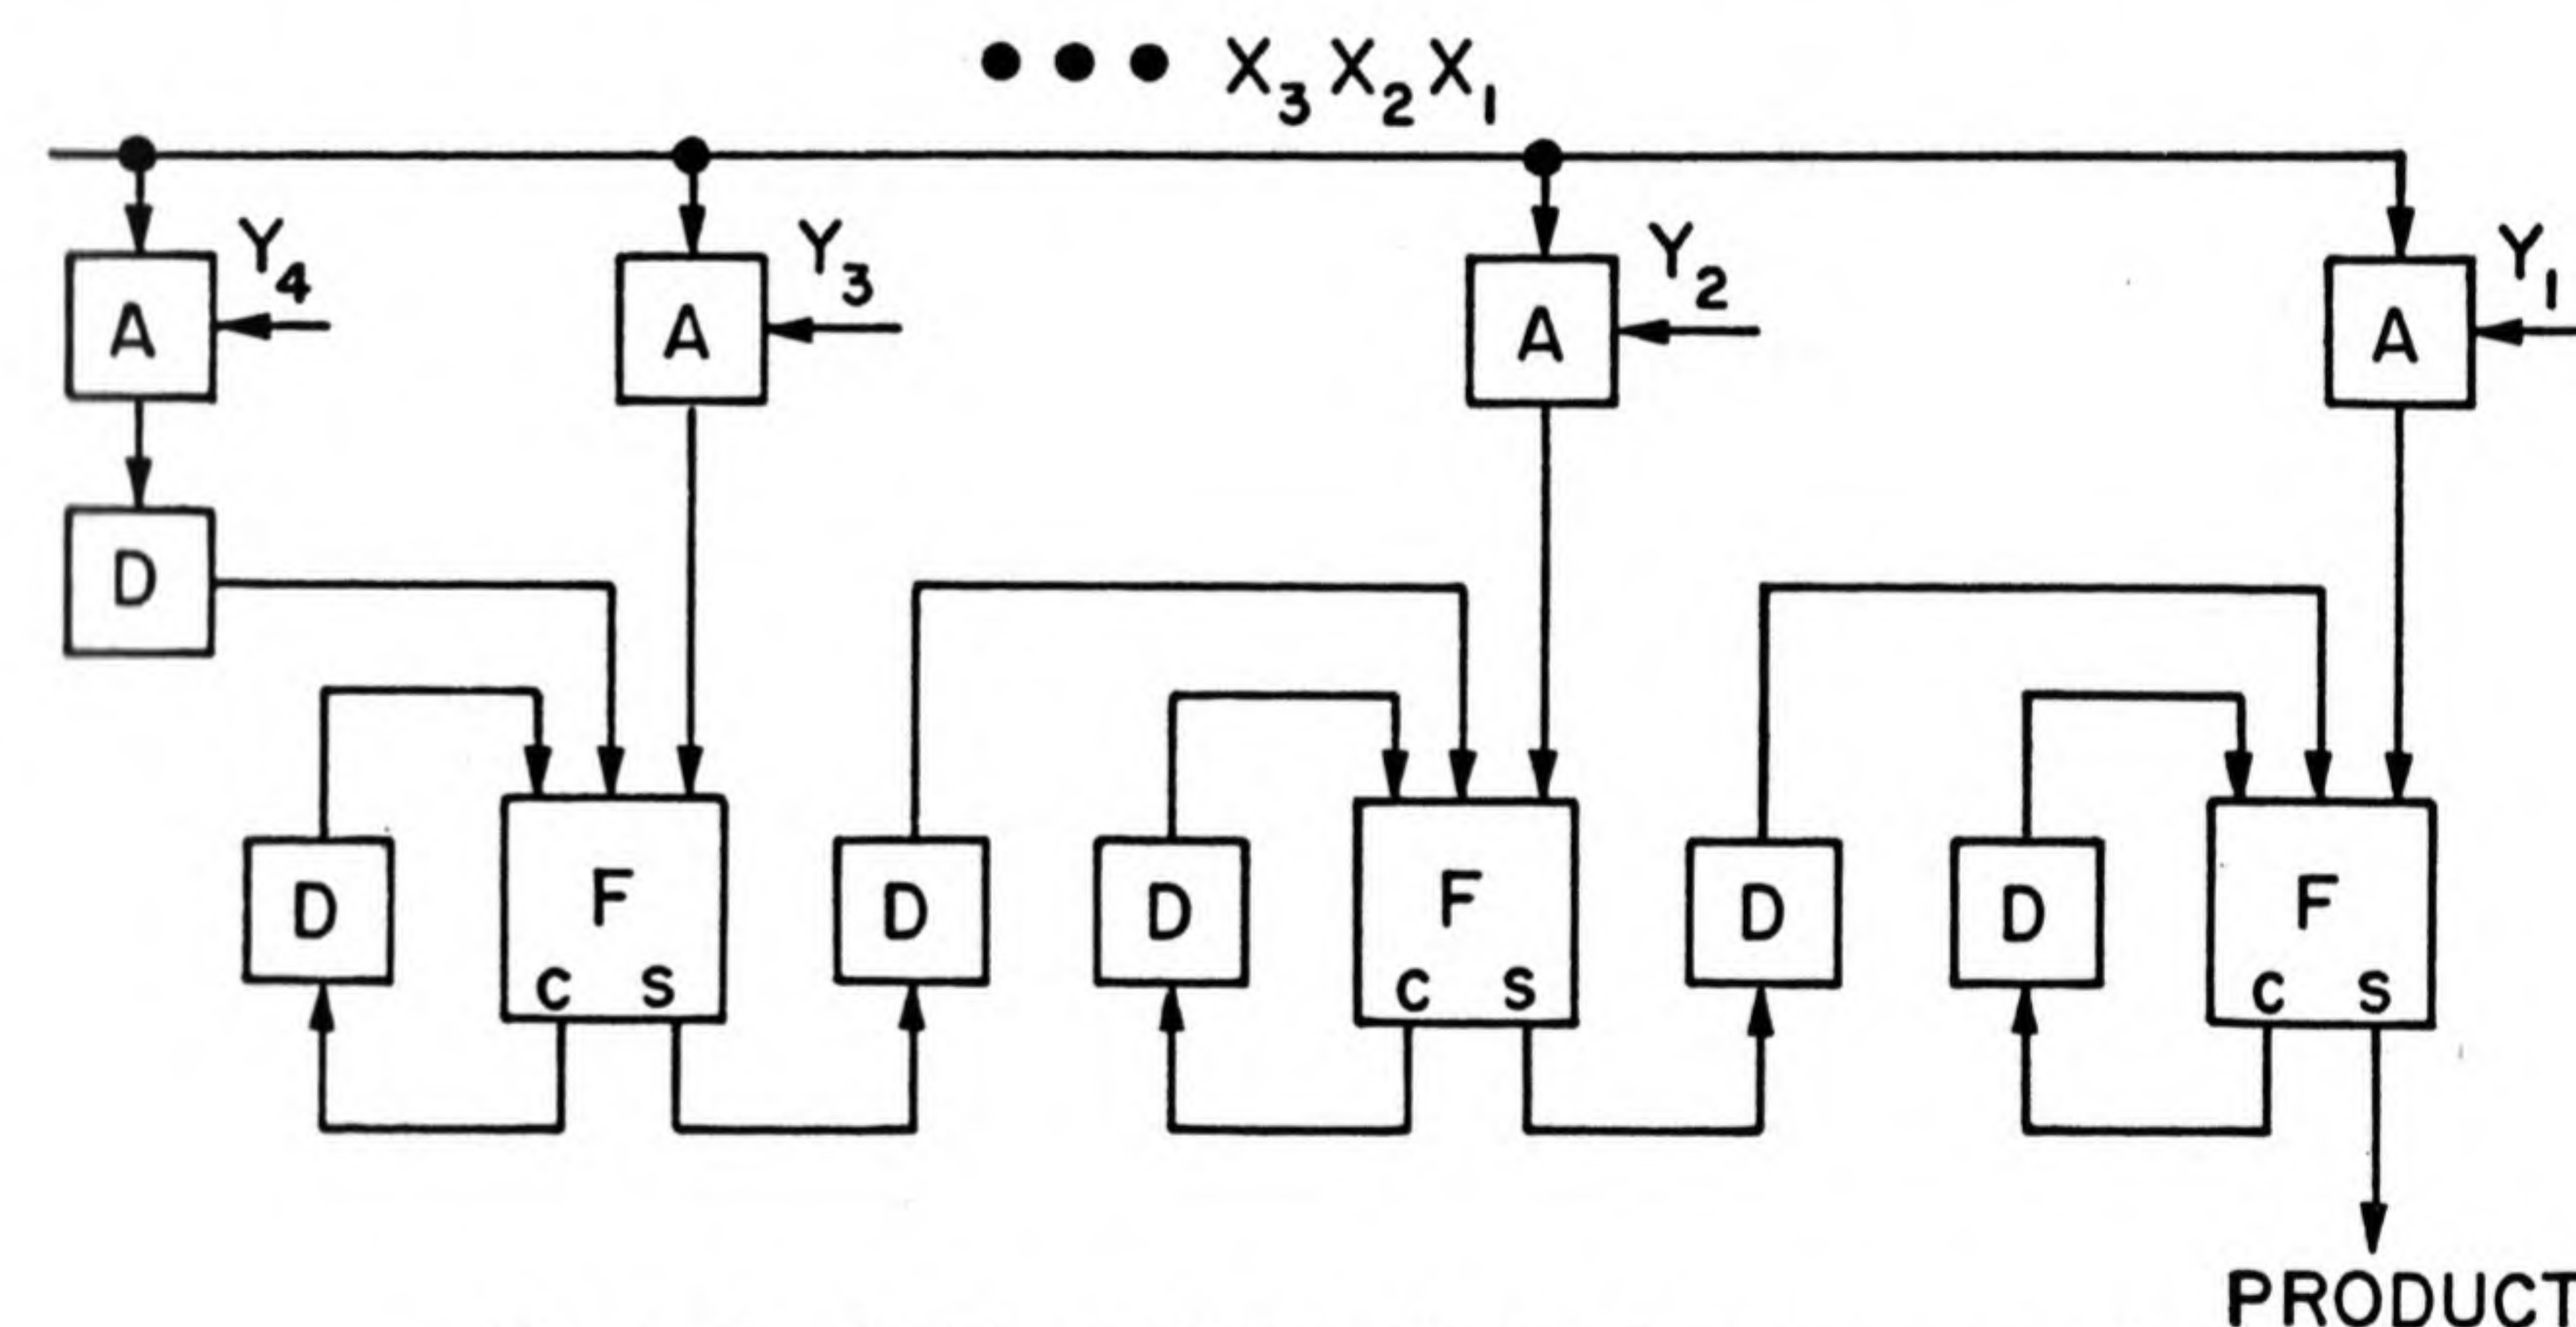 ● ● ● X₃ X₂ X₁
Y₄ Y₃ Y₂ Y₁
A A A A
D
D F D D F D D F
C S C S C S
PRODUCT